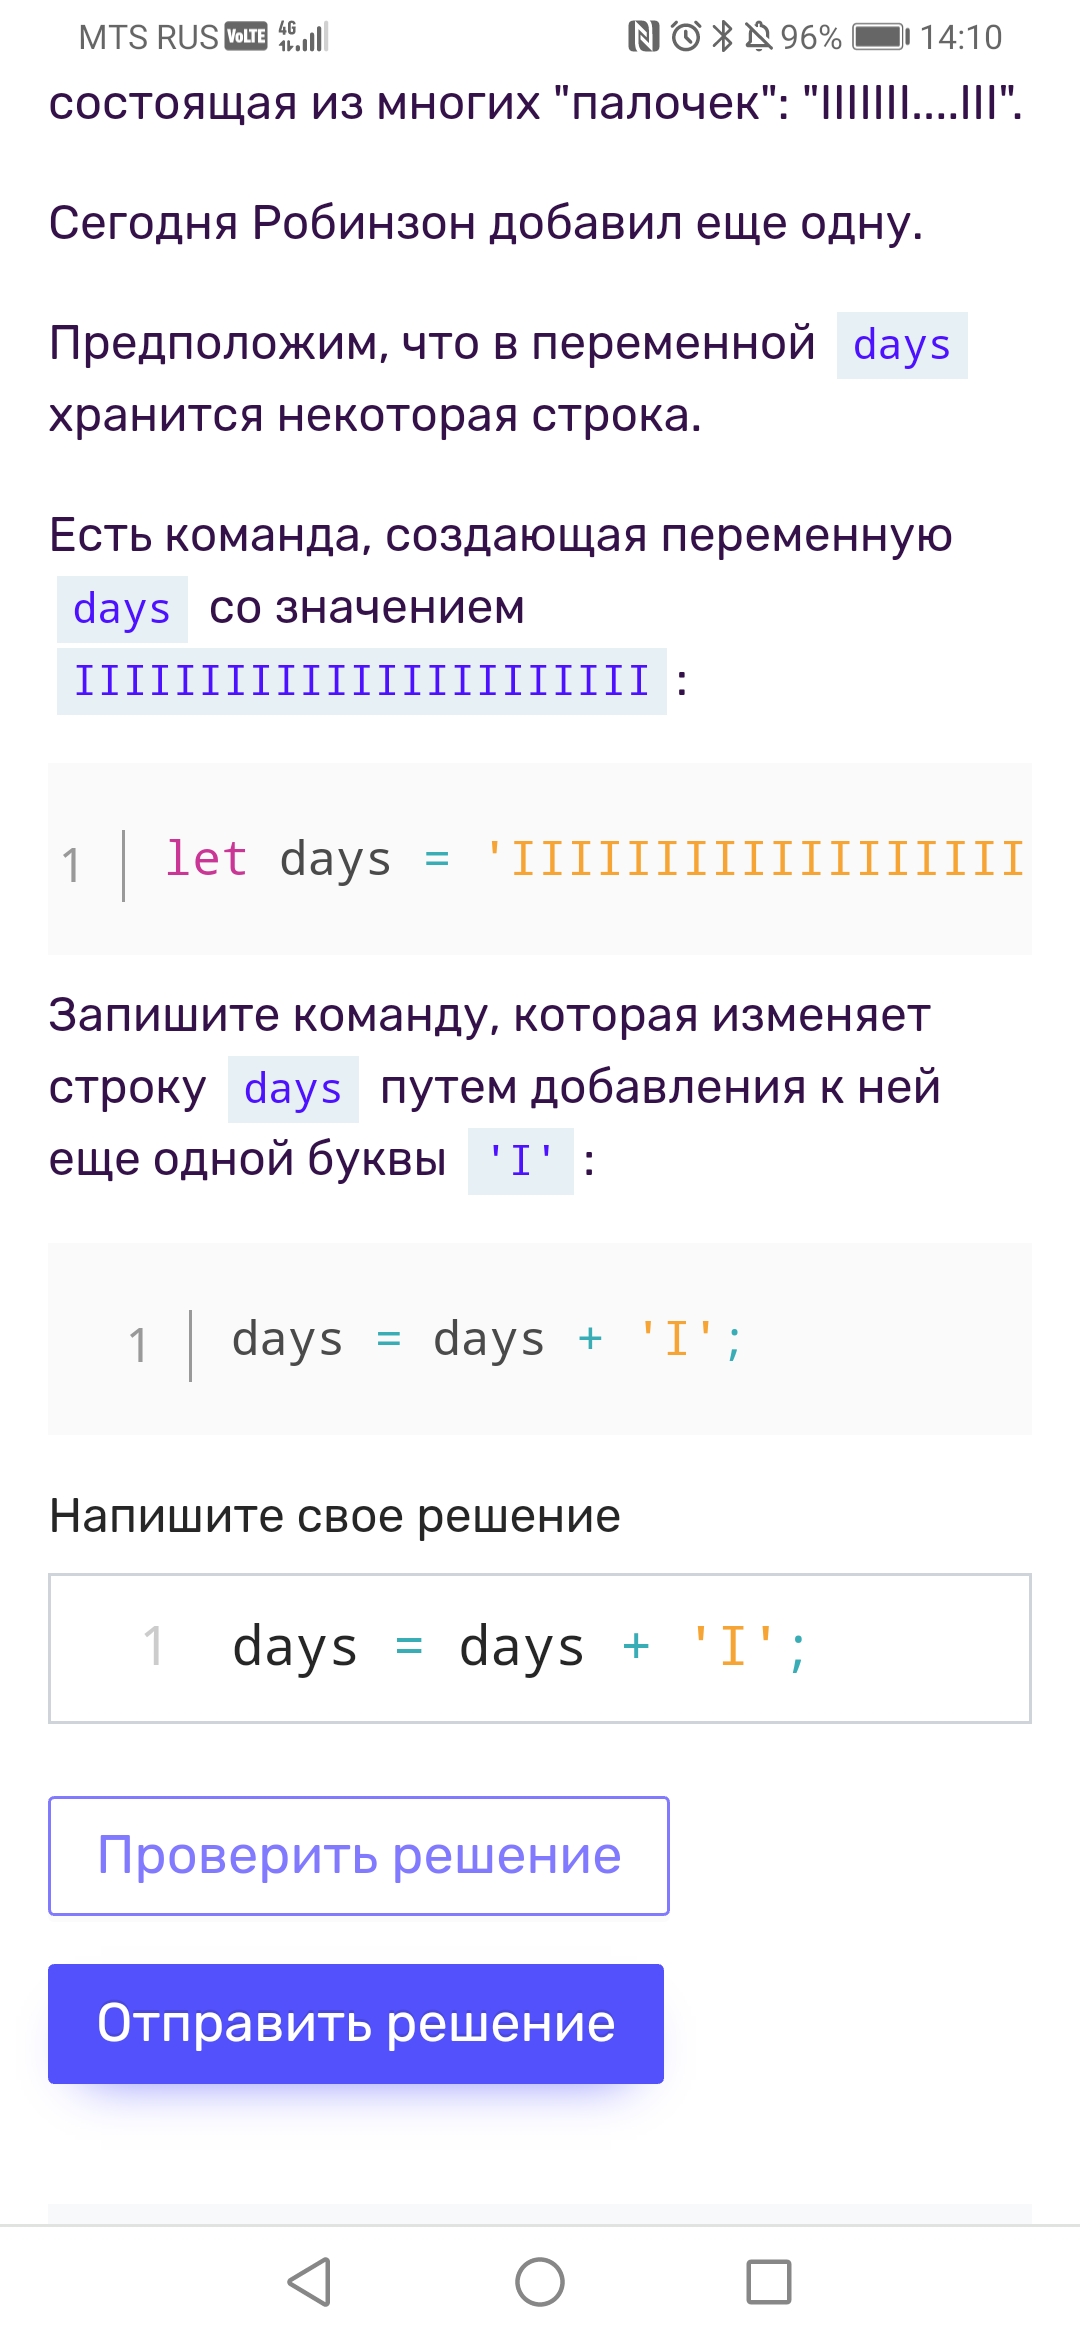 MTS RUS VoLTE 4G 96% 14:10
состоящая из многих "палочек": "IIIIIII....III".
Сегодня Робинзон добавил еще одну.
Предположим, что в переменной days
хранится некоторая строка.
Есть команда, создающая переменную
days со значением
IIIIIIIIIIIIIIIIIIIIIII :
1 let days = 'IIIIIIIIIIIIIIIIII
Запишите команду, которая изменяет
строку days путем добавления к ней
еще одной буквы 'I' :
1 days = days + 'I';
Напишите свое решение
1 days = days + 'I';
Проверить решение
Отправить решение